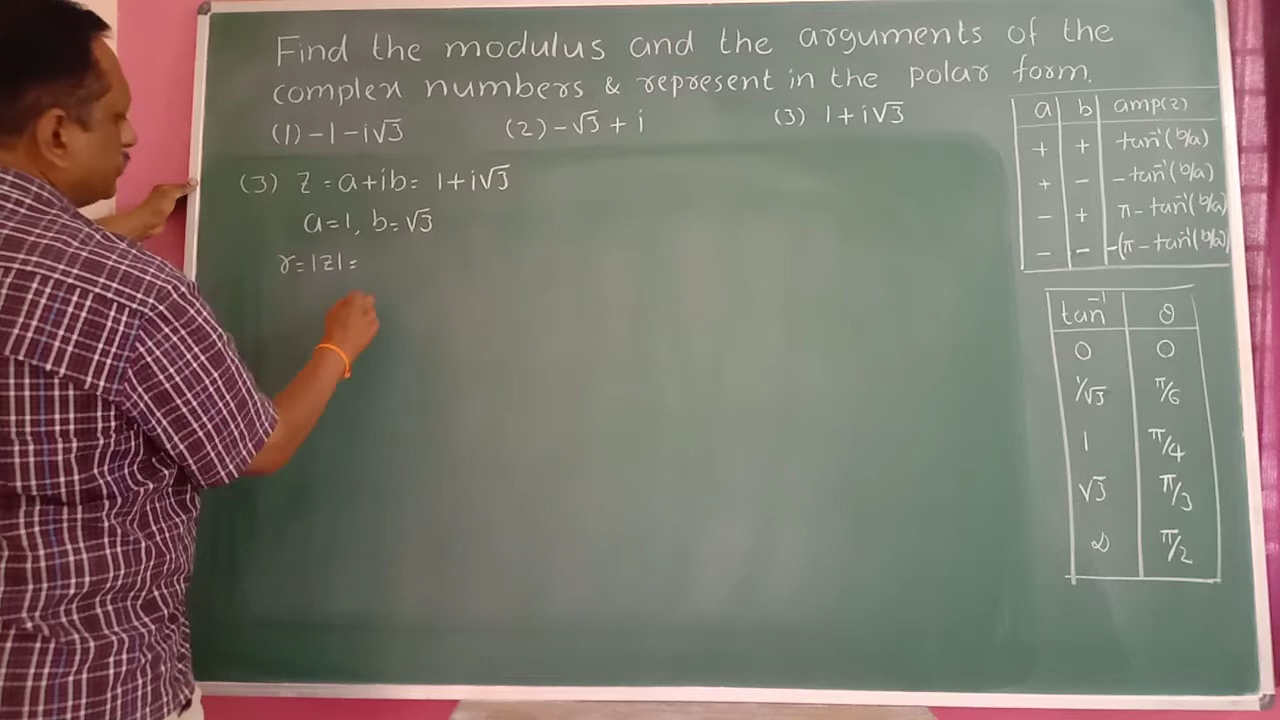 Find the modulus and the arguments of the
complex numbers & represent in the polar form.
(1) -1-i√3 (2) -√3+i (3) 1+i√3
(3) Z = a+ib = 1+i√3
a=1, b=√3
r=|z|=
a b amp(z)
+ + tan⁻¹(b/a)
+ - -tan⁻¹(b/a)
- + π-tan⁻¹(b/a)
- - -(π-tan⁻¹(b/a)
tan⁻¹ θ
0 0
1/√3 π/6
1 π/4
√3 π/3
∞ π/2